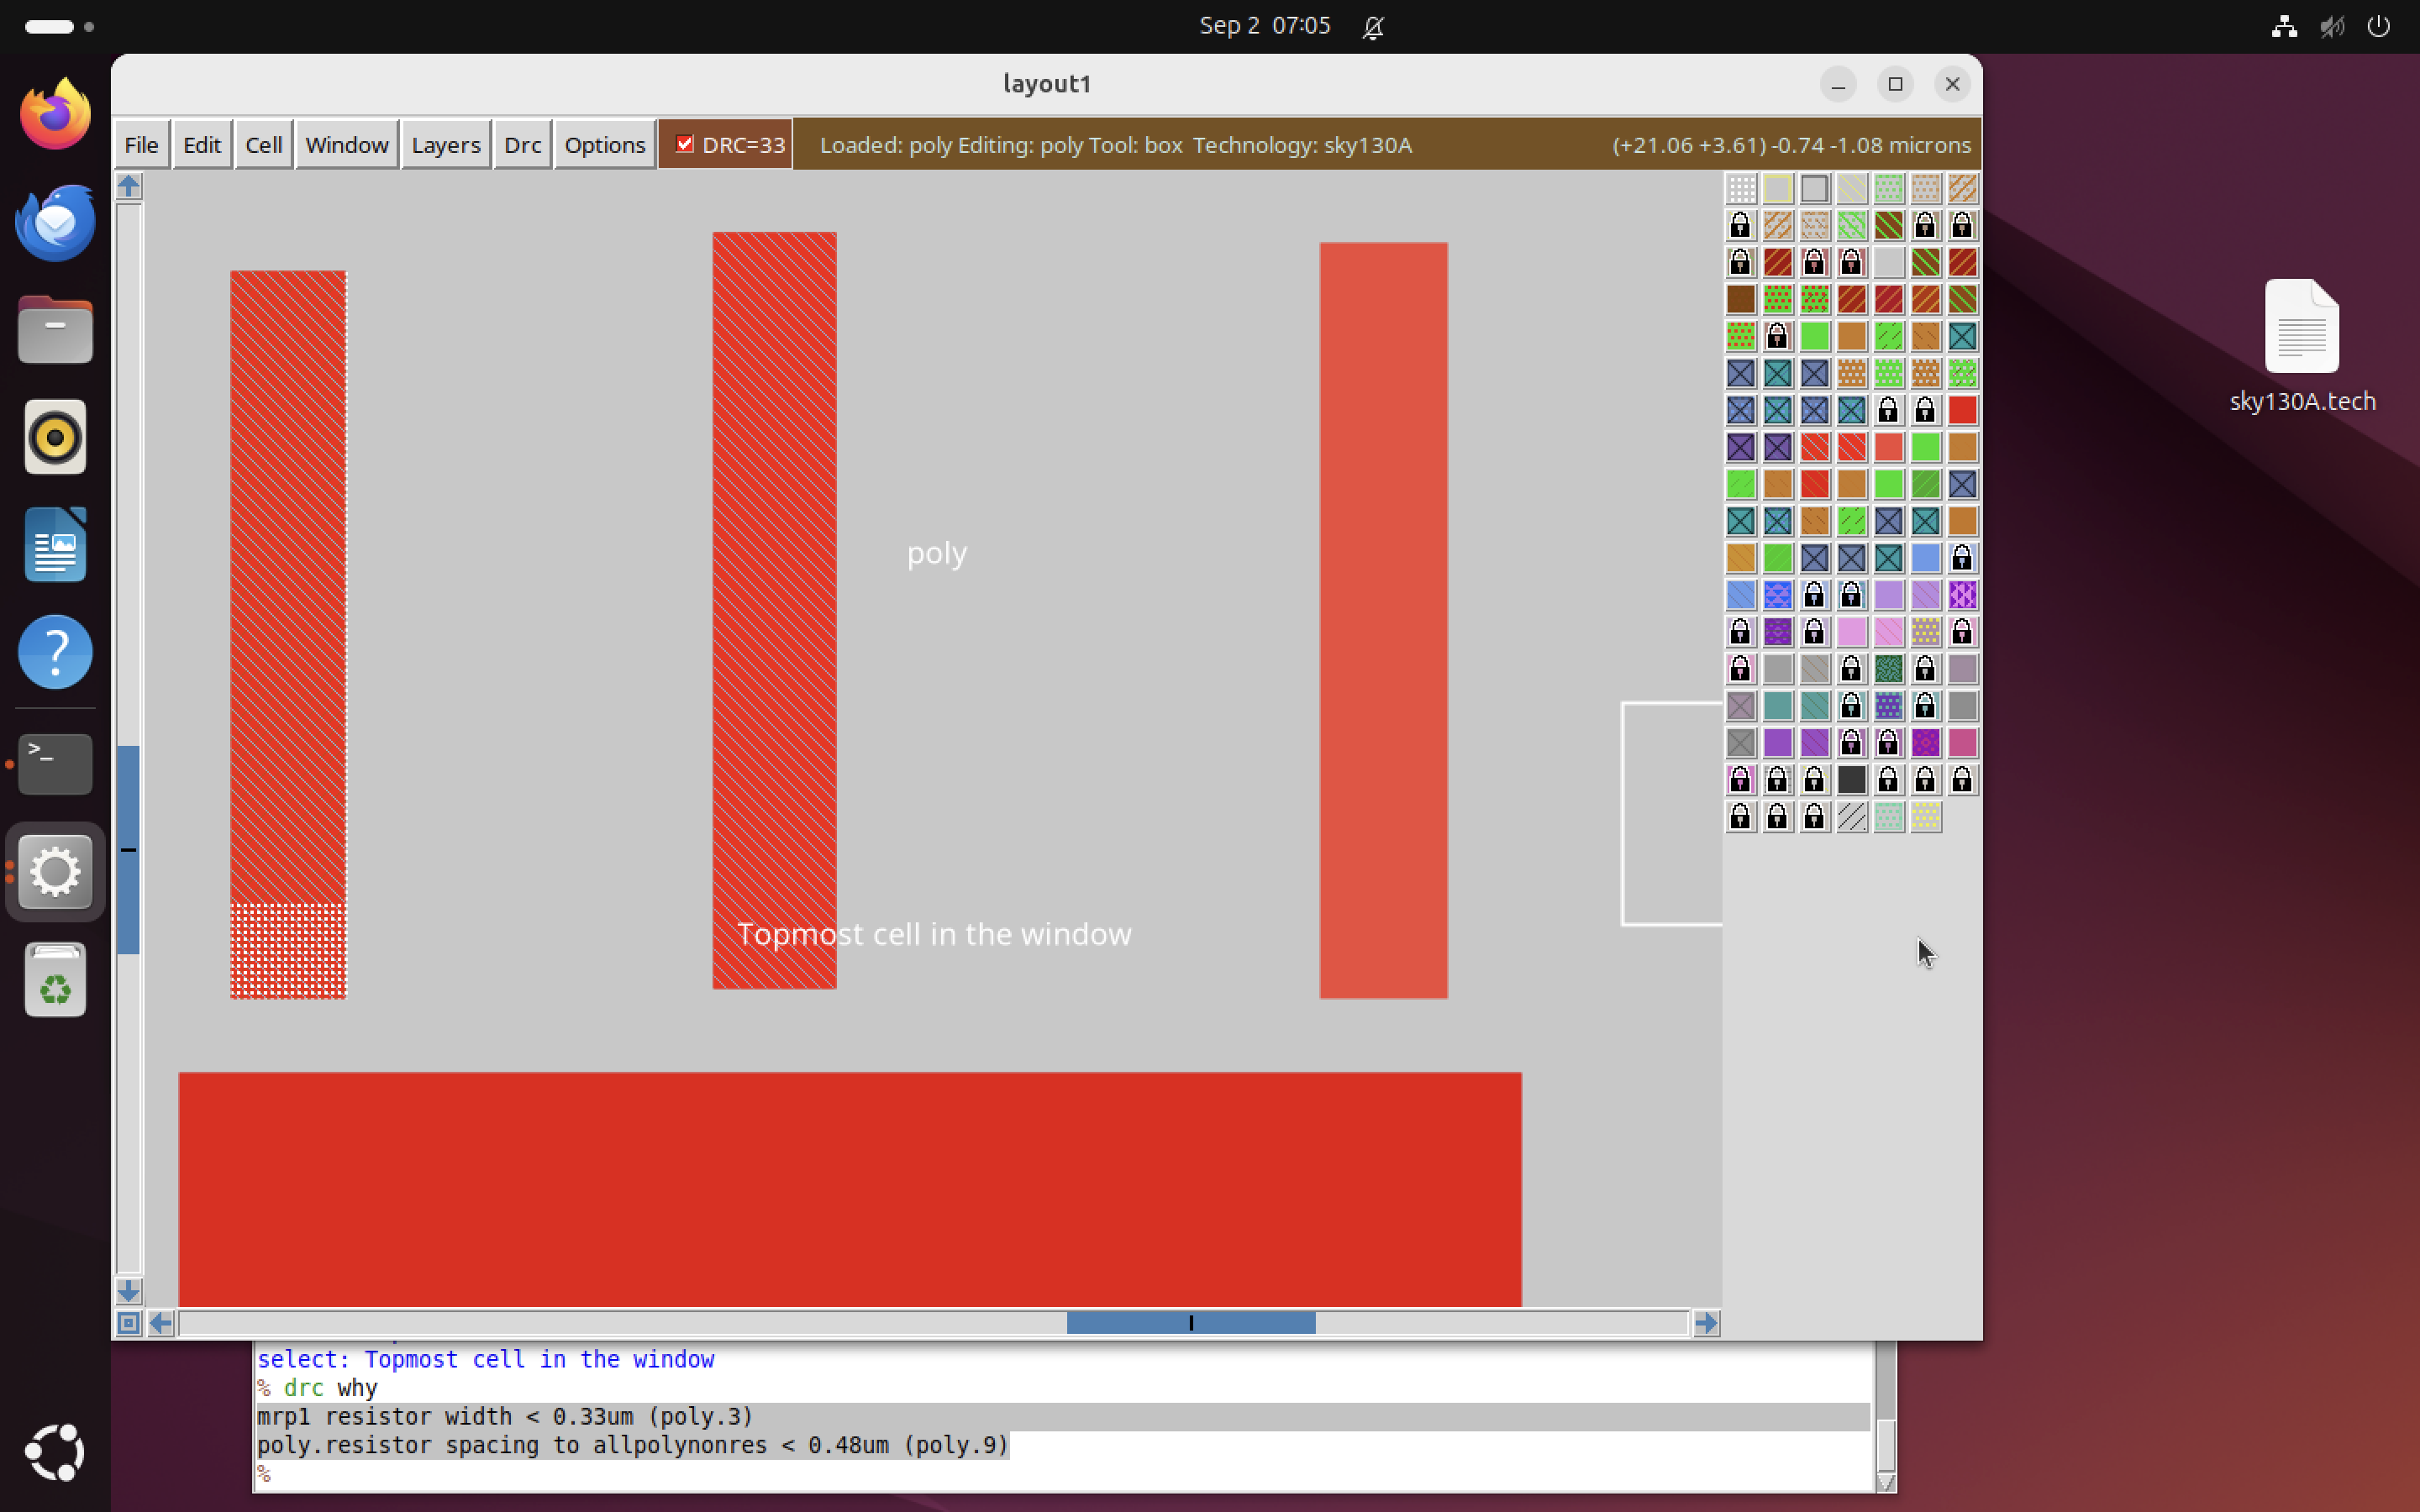 Sep 2 07:05
layout1
File Edit Cell Window Layers Drc Options DRC=33 Loaded: poly Editing: poly Tool: box Technology: sky130A (+21.06 +3.61) -0.74 -1.08 microns
sky130A.tech
poly
Topmost cell in the window
select: Topmost cell in the window
% drc why
mrp1 resistor width < 0.33um (poly.3)
poly.resistor spacing to allpolynonres < 0.48um (poly.9)
%